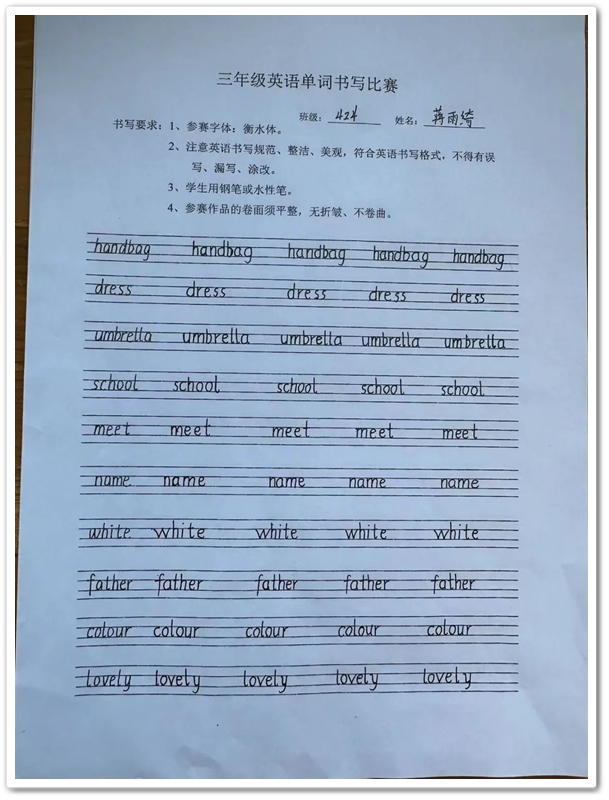 三年级英语单词书写比赛
班级: 424 姓名: 蒋雨绮
书写要求: 1、参赛字体: 衡水体。
2、注意英语书写规范、整洁、美观，符合英语书写格式，不得有误
写、漏写、涂改。
3、学生用钢笔或水性笔。
4、参赛作品的卷面须平整，无折皱、不卷曲。
handbag handbag handbag handbag handbag
dress dress dress dress dress
umbrella umbrella umbrella umbrella umbrella
school school school school school
meet meet meet meet meet
name name name name name
white white white white white
father father father father father
colour colour colour colour colour
lovely lovely lovely lovely lovely